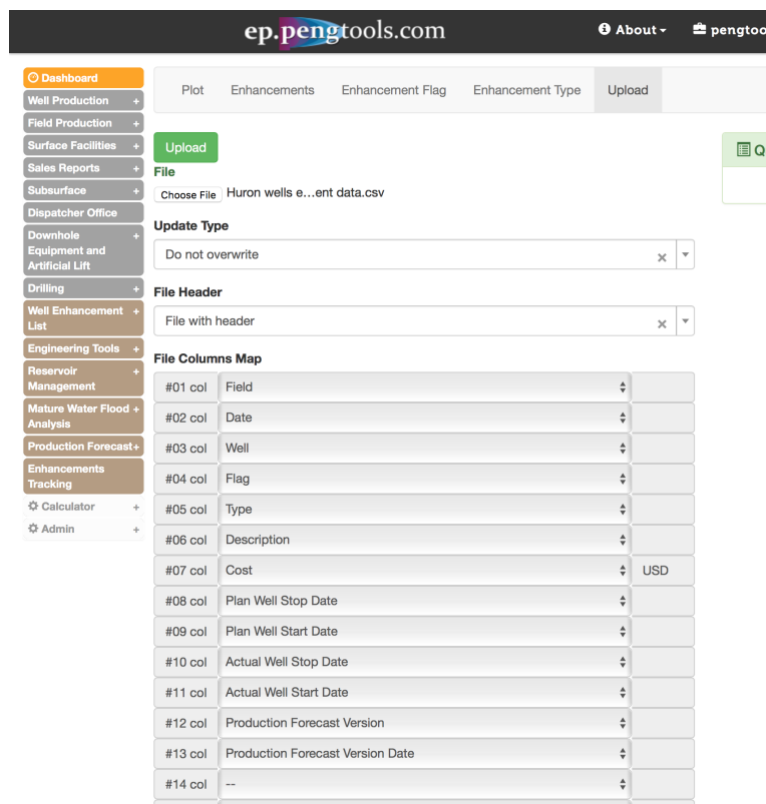 ep.pengtools.com
About
pengtoo
Dashboard
Well Production +
Field Production +
Surface Facilities +
Sales Reports +
Subsurface +
Dispatcher Office
Downhole +
Equipment and
Artificial Lift
Drilling +
Well Enhancement +
List
Engineering Tools +
Reservoir +
Management
Mature Water Flood +
Analysis
Production Forecast+
Enhancements
Tracking
Calculator +
Admin +
Plot Enhancements Enhancement Flag Enhancement Type Upload
Upload
Q
File
Choose File Huron wells e...ent data.csv
Update Type
Do not overwrite ×
File Header
File with header ×
File Columns Map
#01 col Field
#02 col Date
#03 col Well
#04 col Flag
#05 col Type
#06 col Description
#07 col Cost USD
#08 col Plan Well Stop Date
#09 col Plan Well Start Date
#10 col Actual Well Stop Date
#11 col Actual Well Start Date
#12 col Production Forecast Version
#13 col Production Forecast Version Date
#14 col --